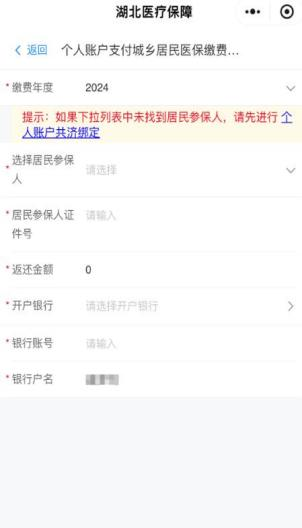 湖北医疗保障
返回 个人账户支付城乡居民医保缴费...
* 缴费年度 2024
提示：如果下拉列表中未找到居民参保人，请先进行 个
人账户共济绑定
* 选择居民参保 请选择
人
* 居民参保人证 请输入
件号
* 返还金额 0
* 开户银行 请选择开户银行
* 银行账号 请输入
* 银行户名